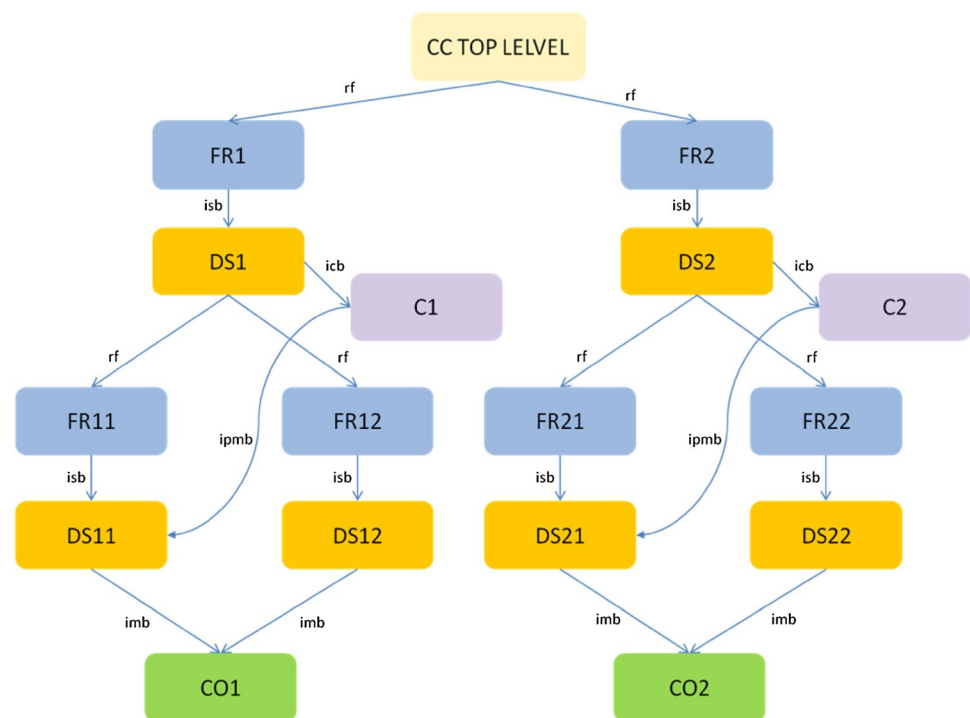 CC TOP LELVEL
rf
rf
FR1
FR2
isb
isb
DS1
DS2
icb
icb
C1
C2
rf
rf
rf
rf
FR11
FR12
FR21
FR22
ipmb
ipmb
isb
isb
isb
isb
DS11
DS12
DS21
DS22
imb
imb
imb
imb
CO1
CO2